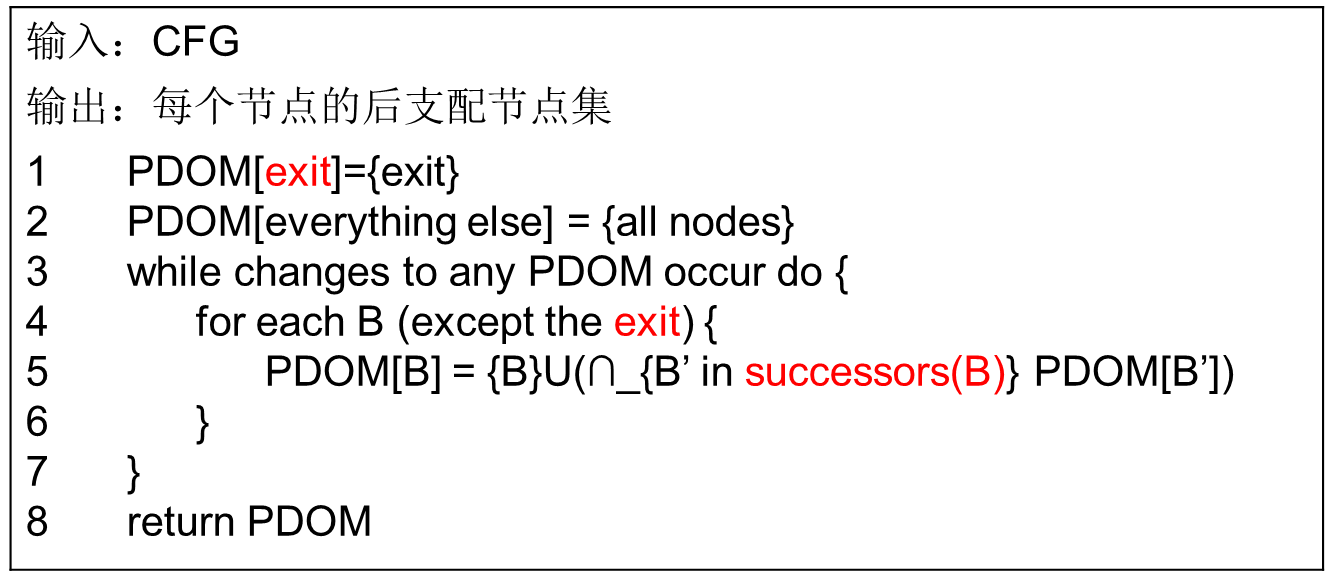 输入：CFG
输出：每个节点的后支配节点集
1 PDOM[exit]={exit}
2 PDOM[everything else] = {all nodes}
3 while changes to any PDOM occur do {
4 for each B (except the exit) {
5 PDOM[B] = {B}U(∩_{B’ in successors(B)} PDOM[B’])
6 }
7 }
8 return PDOM